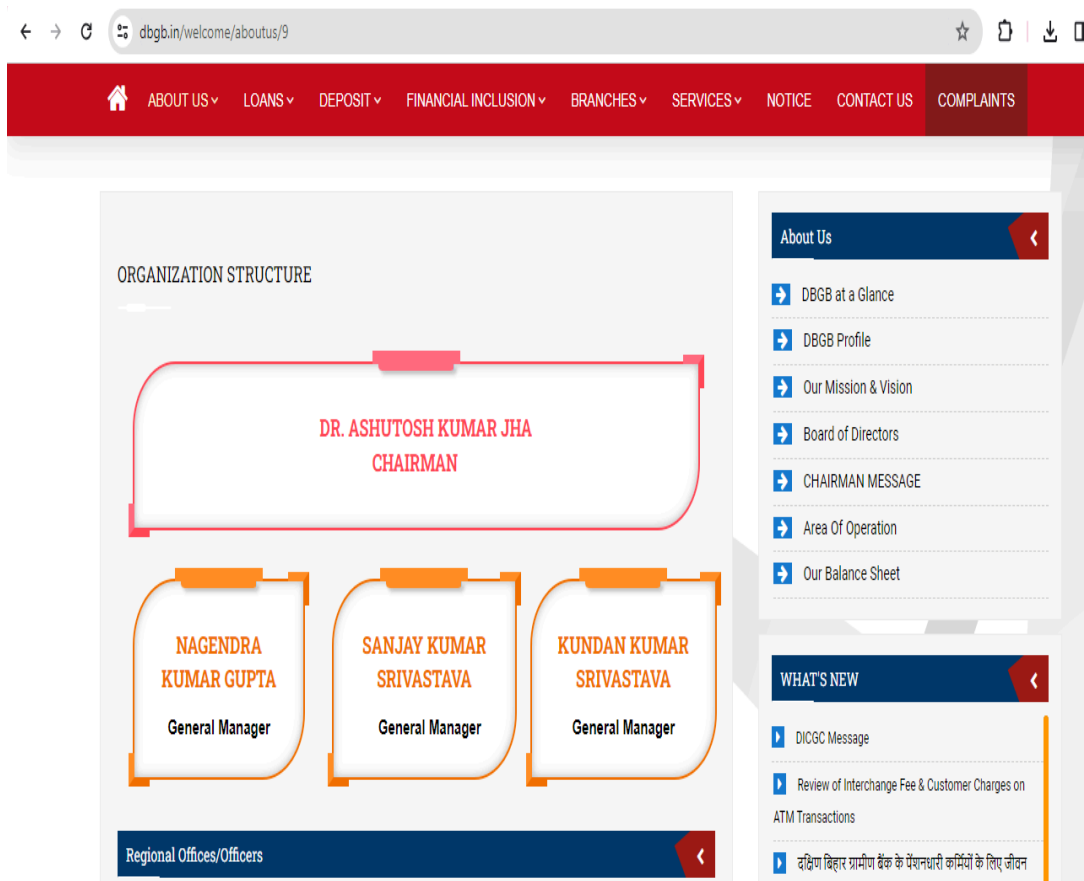 dbgb.in/welcome/aboutus/9
ABOUT US LOANS DEPOSIT FINANCIAL INCLUSION BRANCHES SERVICES NOTICE CONTACT US COMPLAINTS
ORGANIZATION STRUCTURE
DR. ASHUTOSH KUMAR JHA
CHAIRMAN
NAGENDRA
KUMAR GUPTA
General Manager
SANJAY KUMAR
SRIVASTAVA
General Manager
KUNDAN KUMAR
SRIVASTAVA
General Manager
Regional Offices/Officers
About Us
DBGB at a Glance
DBGB Profile
Our Mission & Vision
Board of Directors
CHAIRMAN MESSAGE
Area Of Operation
Our Balance Sheet
WHAT'S NEW
DICGC Message
Review of Interchange Fee & Customer Charges on
ATM Transactions
दक्षिण बिहार ग्रामीण बैंक के पेंशनधारी कर्मियों के लिए जीवन